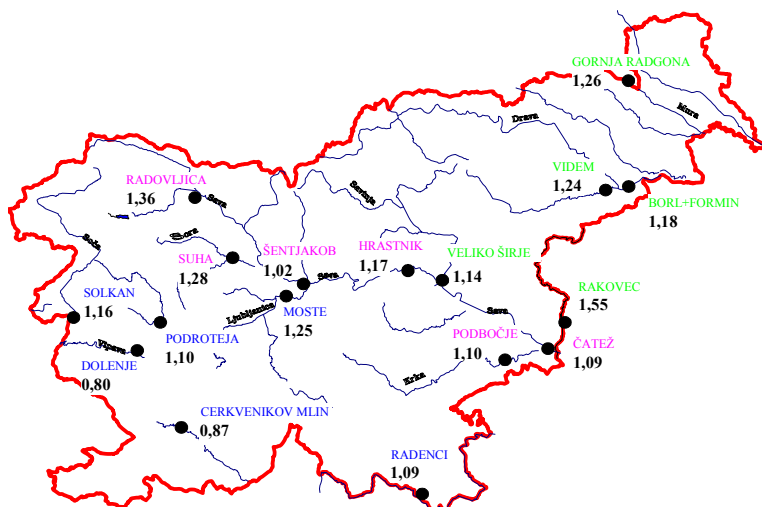 GORNJA RADGONA
1,26
Mura
Drava
VIDEM
1,24
BORL+FORMIN
1,18
RADOVLJICA
1,36
Sava
Savinja
Sora
Soča
SUHA
1,28
ŠENTJAKOB
1,02
Sava
HRASTNIK
1,17
VELIKO ŠIRJE
1,14
SOLKAN
1,16
Ljubljanica
MOSTE
1,25
Sava
RAKOVEC
1,55
PODROTEJA
1,10
Vipava
DOLENJE
0,80
PODBOČJE
1,10
ČATEŽ
1,09
Krka
CERKVENIKOV MLIN
0,87
RADENCI
1,09